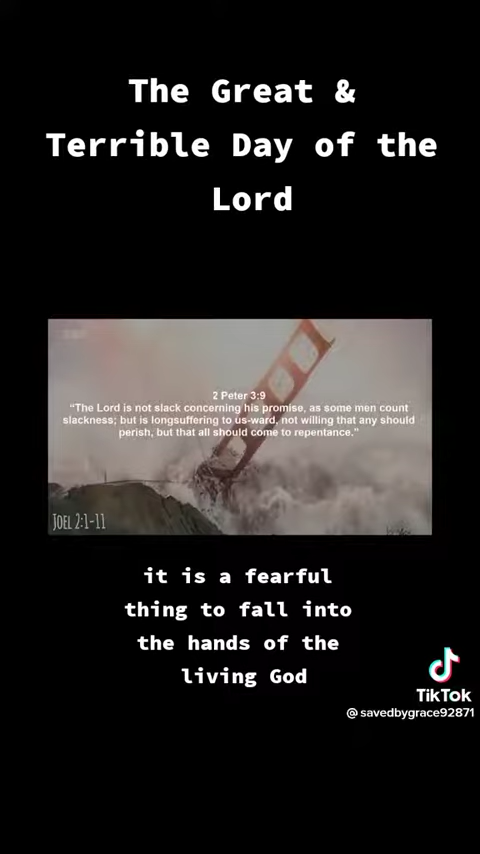 The Great &
Terrible Day of the
Lord
2 Peter 3:9
“The Lord is not slack concerning his promise, as some men count
slackness; but is longsuffering to us-ward, not willing that any should
perish, but that all should come to repentance.”
JOEL 2:1-11
it is a fearful
thing to fall into
the hands of the
living God
TikTok
@savedbygrace92871